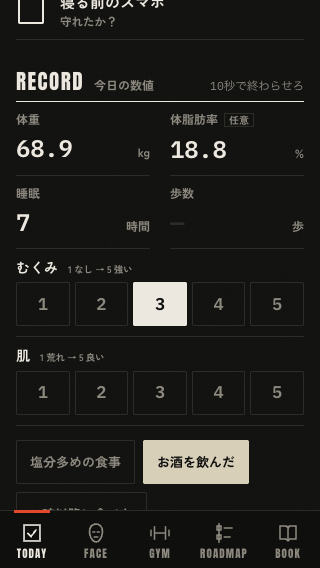 寝る前のスマホ
守れたか？
RECORD 今日の数値 10秒で終わらせろ
体重 体脂肪率 任意
68.9 kg 18.8 %
睡眠 歩数
7 時間 — 歩
むくみ 1 なし → 5 強い
1 2 3 4 5
肌 1 荒れ → 5 良い
1 2 3 4 5
塩分多めの食事 お酒を飲んだ
TODAY FACE GYM ROADMAP BOOK